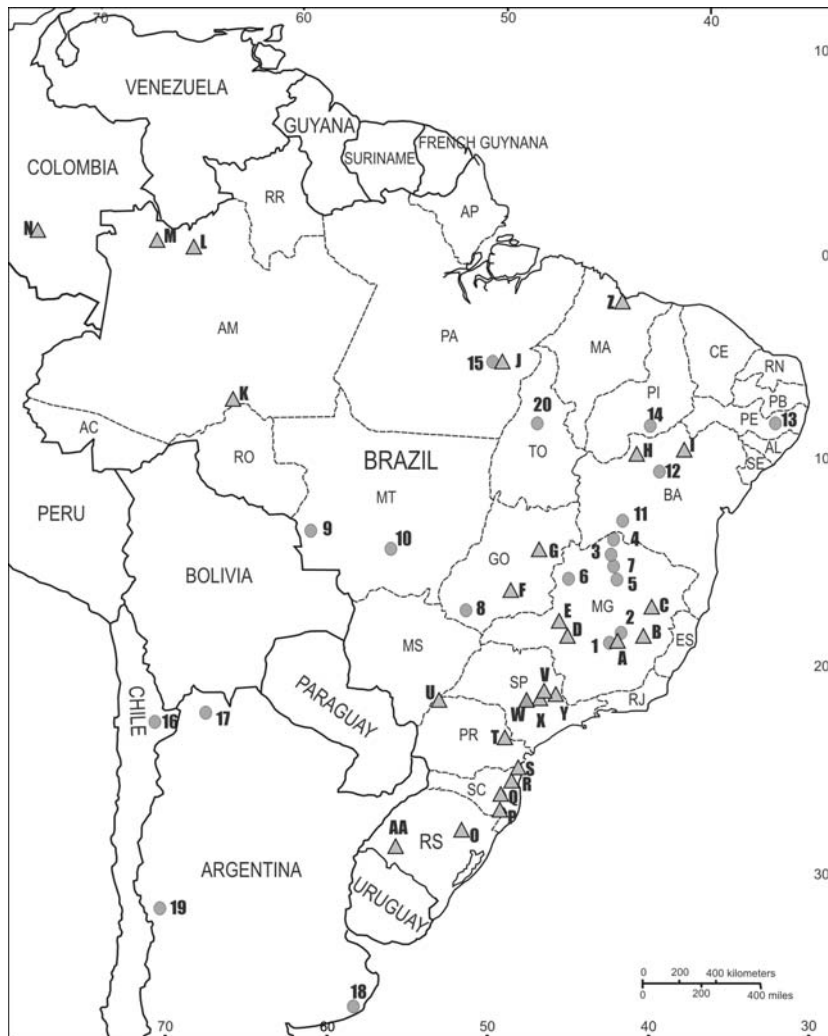 70 60 50 40
10
VENEZUELA
GUYANA
SURINAME
FRENCH GUYNANA
COLOMBIA
RR
AP
N
M
L
0
Z
AM
PA
MA
CE
RN
15
J
PI
PB
K
20
14
PE
13
AC
TO
AL
RO
H
I
SE
10
BRAZIL
12
PERU
MT
BA
9
10
11
4
3
GO
G
7
BOLIVIA
6
5
F
MG
C
8
E
2
D
B
ES
1
A
MS
20
V
SP
RJ
U
W
X
Y
CHILE
PARAGUAY
16
17
PR
T
S
R
SC
Q
P
AA
O
RS
ARGENTINA
30
URUGUAY
19
0 200 400 kilometers
0 200 400 miles
18
70 60 50 40 30